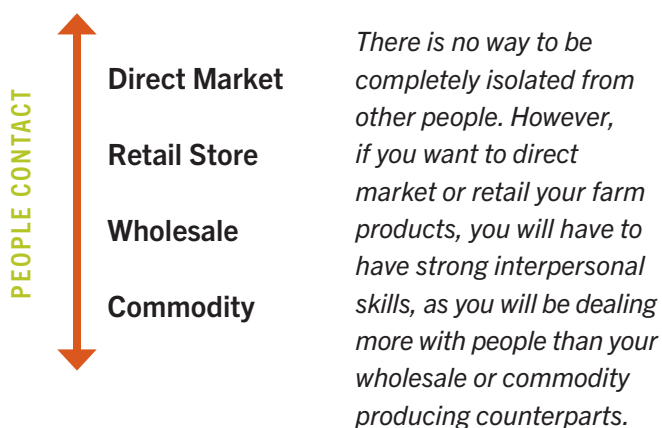 PEOPLE CONTACT
Direct Market
Retail Store
Wholesale
Commodity
There is no way to be
completely isolated from
other people. However,
if you want to direct
market or retail your farm
products, you will have to
have strong interpersonal
skills, as you will be dealing
more with people than your
wholesale or commodity
producing counterparts.